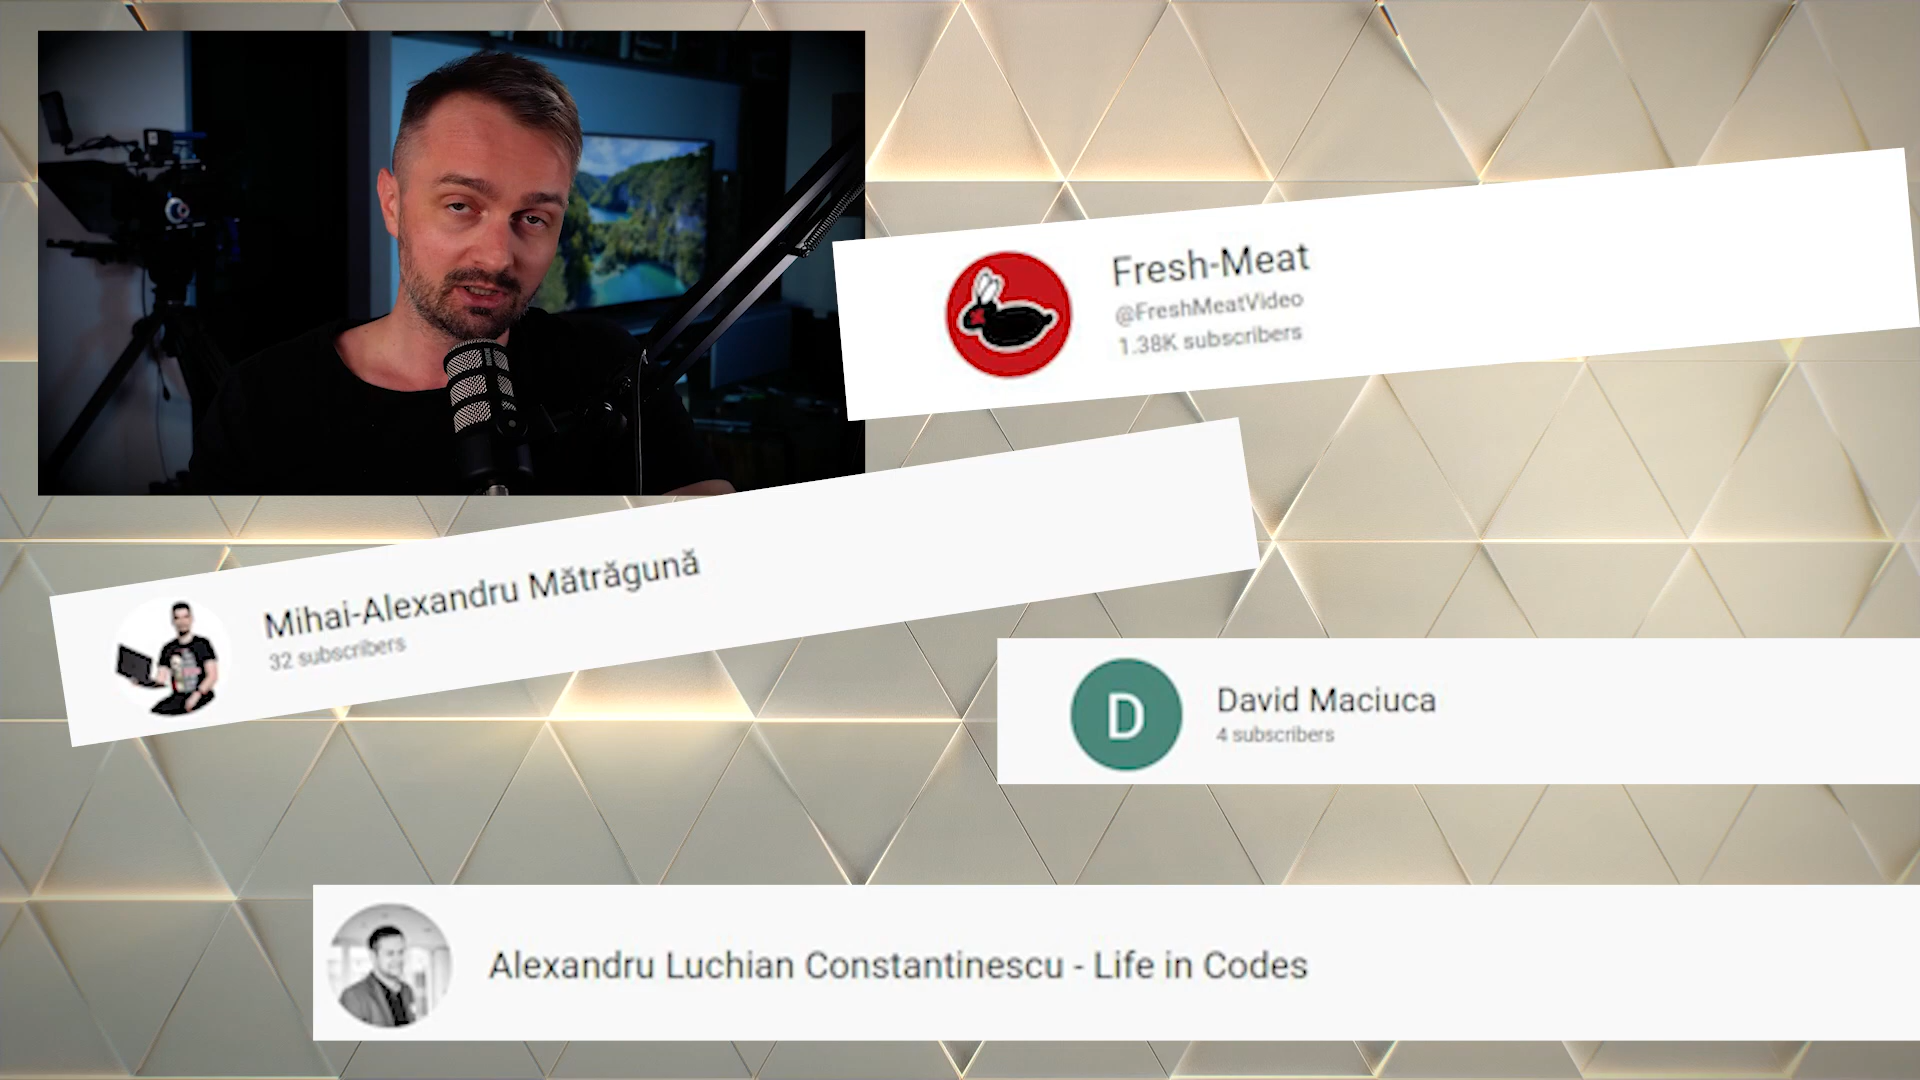 Fresh-Meat
@FreshMeatVideo
1.38K subscribers
Mihai-Alexandru Mătrăgună
32 subscribers
D
David Maciuca
4 subscribers
Alexandru Luchian Constantinescu - Life in Codes